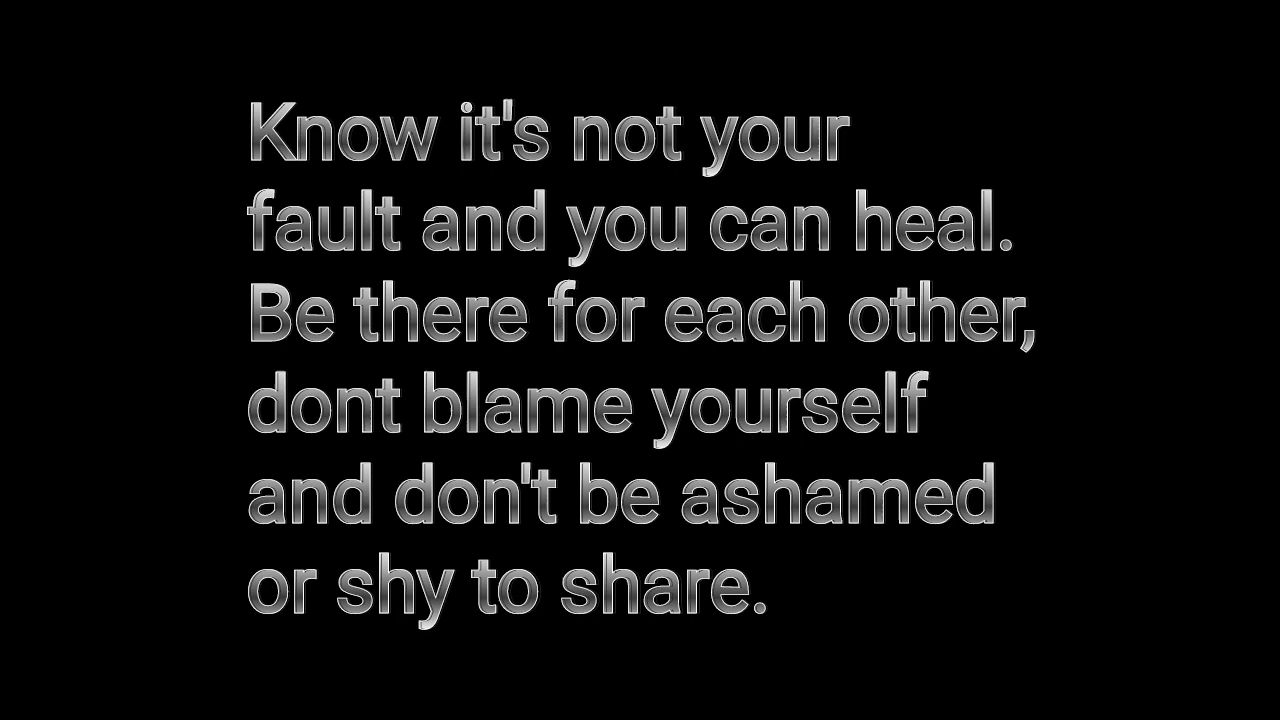 Know it's not your
fault and you can heal.
Be there for each other,
dont blame yourself
and don't be ashamed
or shy to share.